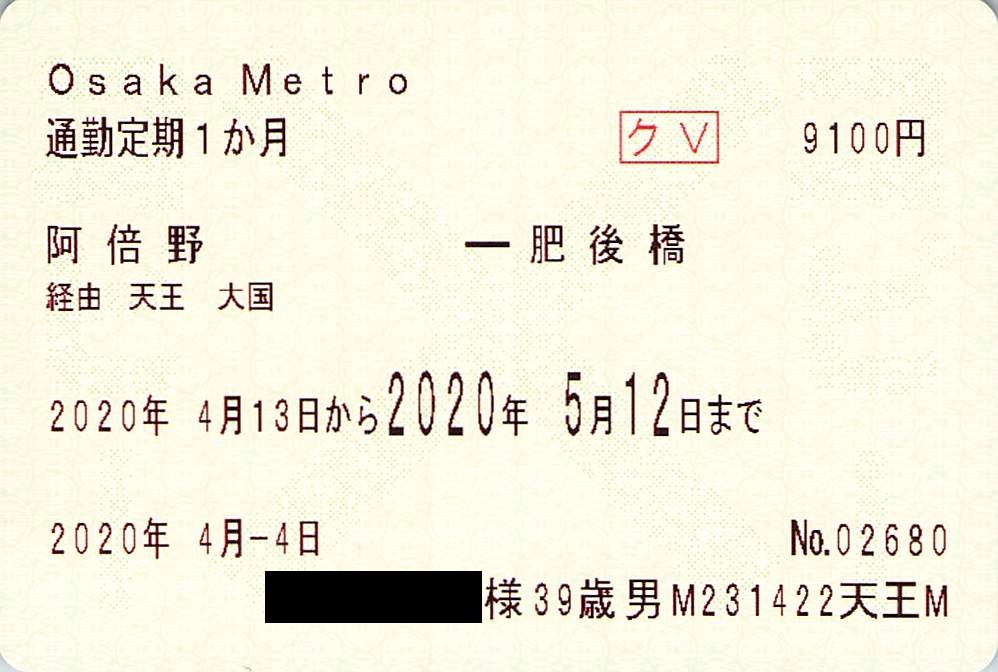 Osaka Metro
通勤定期1か月 ク V 9100円
阿倍野 ー 肥後橋
経由 天王 大国
2020年 4月13日から2020年 5月12日まで
2020年 4月-4日 No.02680
様39歳男M231422天王M